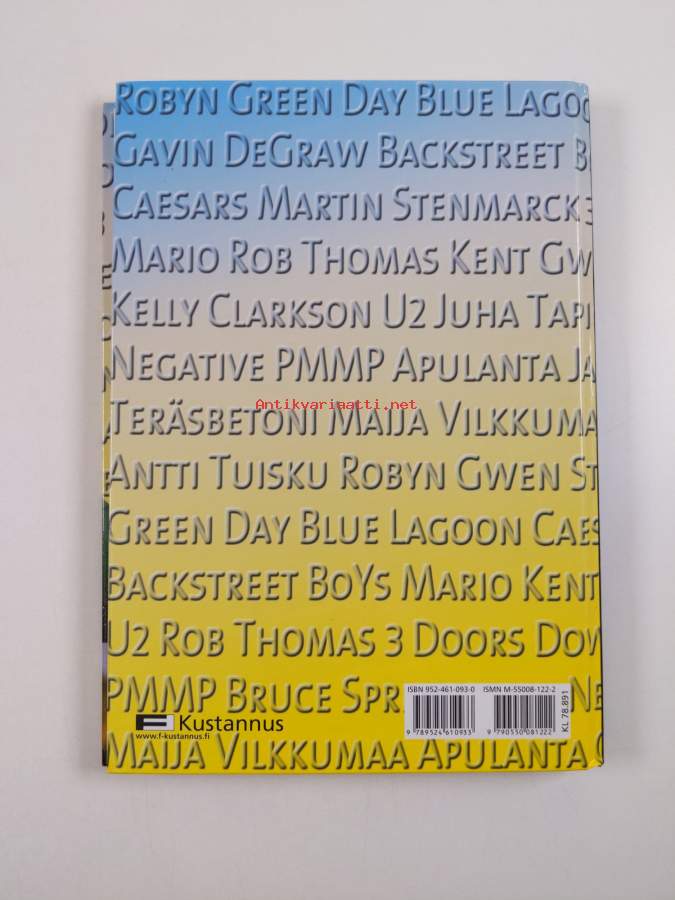 ROBYN GREEN DAY BLUE LAGOO
GAVIN DEGRAW BACKSTREET B
CAESARS MARTIN STENMARCK 3
MARIO ROB THOMAS KENT GW
KELLY CLARKSON U2 JUHA TAPI
NEGATIVE PMMP APULANTA JA
Antikvariaatti.net
TERÄSBETONI MAIJA VILKKUMA
ANTTI TUISKU ROBYN GWEN ST
GREEN DAY BLUE LAGOON CAES
BACKSTREET BOYS MARIO KENT
U2 ROB THOMAS 3 DOORS DOW
PMMP BRUCE SPR
NE
ISBN 952-461-093-0
ISMN M-55008-122-2
9 789524 610933
9 790550 081222
KL 78.891
Kustannus
www.f-kustannus.fi
MAIJA VILKKUMAA APULANTA